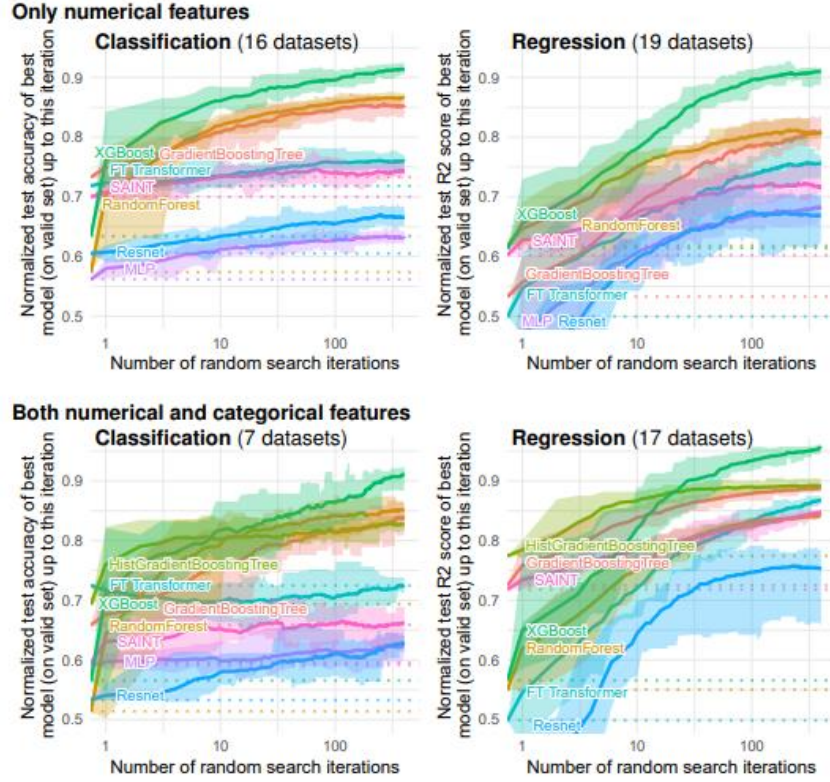 Only numerical features
Classification (16 datasets)
Normalized test accuracy of best
model (on valid set) up to this iteration
0.9
0.8
0.7
0.6
0.5
XGBoost
GradientBoostingTree
FT Transformer
SAINT
RandomForest
Resnet
MLP
1
10
100
Number of random search iterations
Regression (19 datasets)
Normalized test R2 score of best
model (on valid set) up to this iteration
0.9
0.8
0.7
0.6
0.5
XGBoost
RandomForest
SAINT
GradientBoostingTree
FT Transformer
MLP Resnet
1
10
100
Number of random search iterations
Both numerical and categorical features
Classification (7 datasets)
Normalized test accuracy of best
model (on valid set) up to this iteration
0.9
0.8
0.7
0.6
0.5
HistGradientBoostingTree
FT Transformer
XGBoost
GradientBoostingTree
RandomForest
SAINT
MLP
Resnet
1
10
100
Number of random search iterations
Regression (17 datasets)
Normalized test R2 score of best
model (on valid set) up to this iteration
0.9
0.8
0.7
0.6
0.5
HistGradientBoostingTree
GradientBoostingTree
SAINT
XGBoost
RandomForest
FT Transformer
Resnet
1
10
100
Number of random search iterations